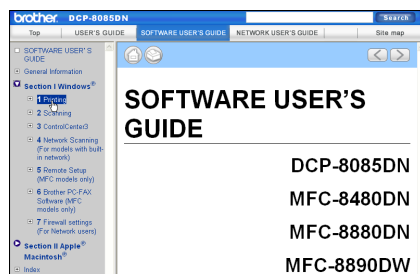 brother. DCP-8085DN Search
Top USER'S GUIDE SOFTWARE USER'S GUIDE NETWORK USER'S GUIDE Site map
SOFTWARE USER' S
GUIDE
General Information
Section I Windows®
1 Printing
2 Scanning
3 ControlCenter3
4 Network Scanning
(For models with built-
in network)
5 Remote Setup
(MFC models only)
6 Brother PC-FAX
Software (MFC
models only)
7 Firewall settings
(For Network users)
Section II Apple®
Macintosh®
Index
SOFTWARE USER'S
GUIDE
DCP-8085DN
MFC-8480DN
MFC-8880DN
MFC-8890DW